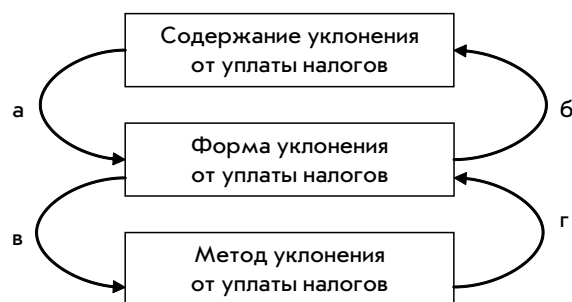 Содержание уклонения
от уплаты налогов
а
б
Форма уклонения
от уплаты налогов
в
г
Метод уклонения
от уплаты налогов